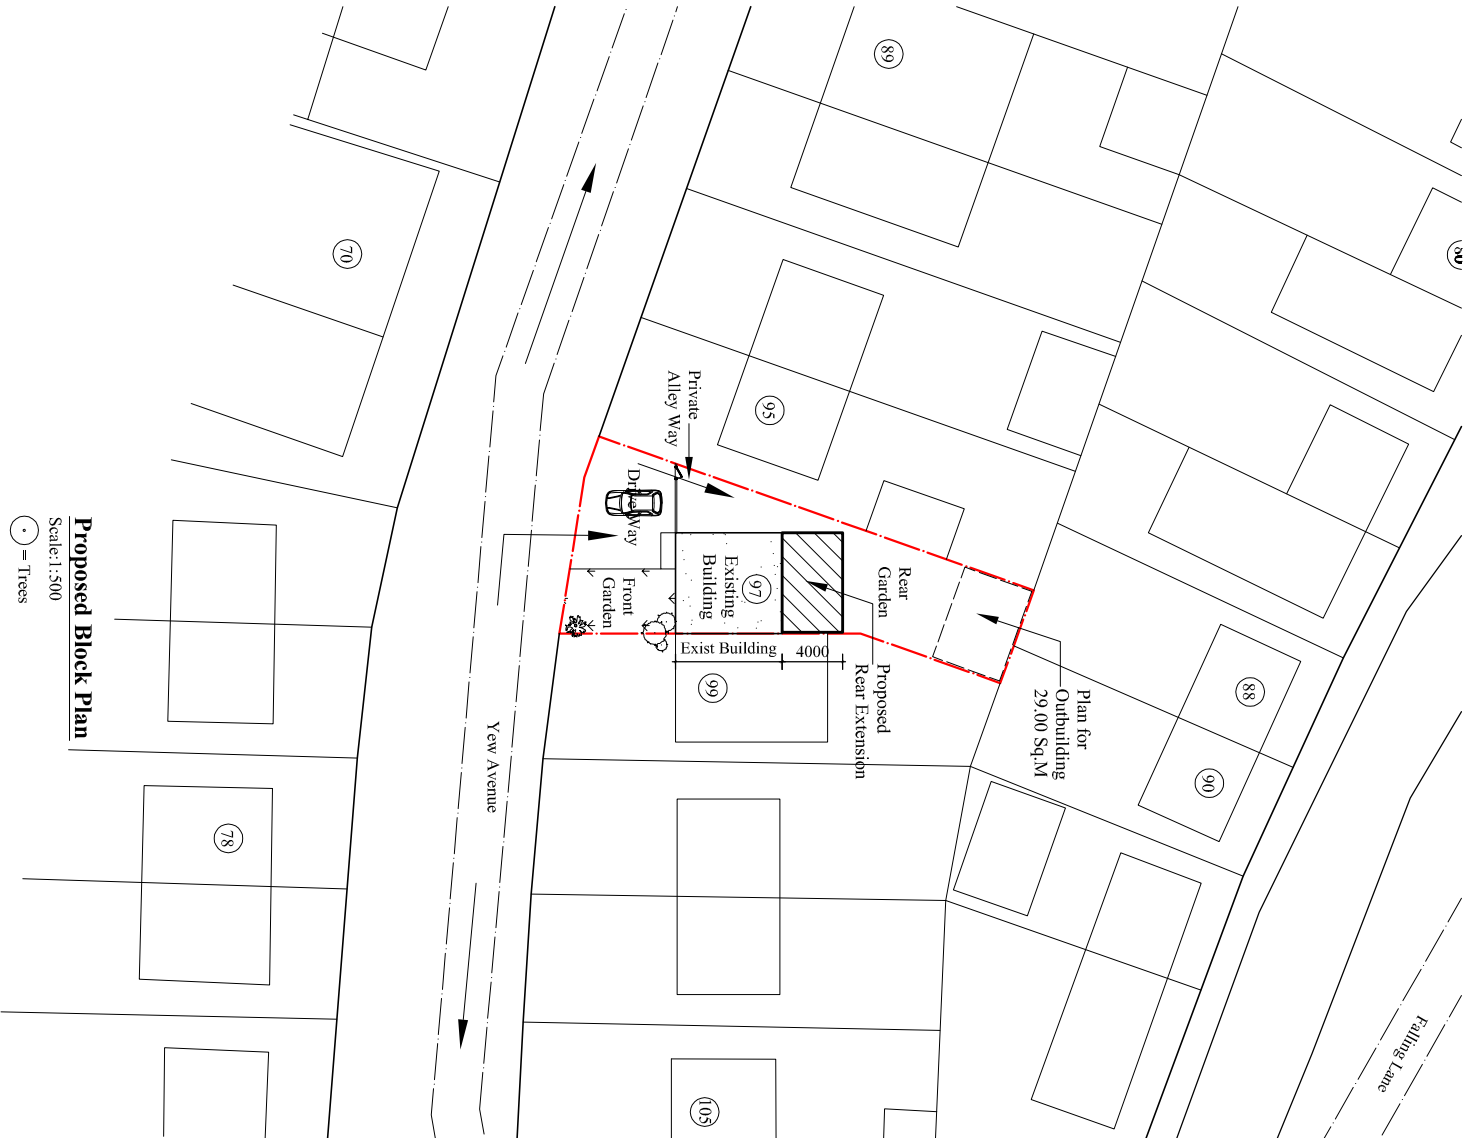 89
80
70
Private
Alley Way
95
Drive Way
Existing
Building
97
Front
Garden
Rear
Garden
Exist Building
4000
Proposed
Rear Extension
Plan for
Outbuilding
29.00 Sq.M
99
88
90
Yew Avenue
78
105
Falling Lane
Proposed Block Plan
Scale:1:500
= Trees